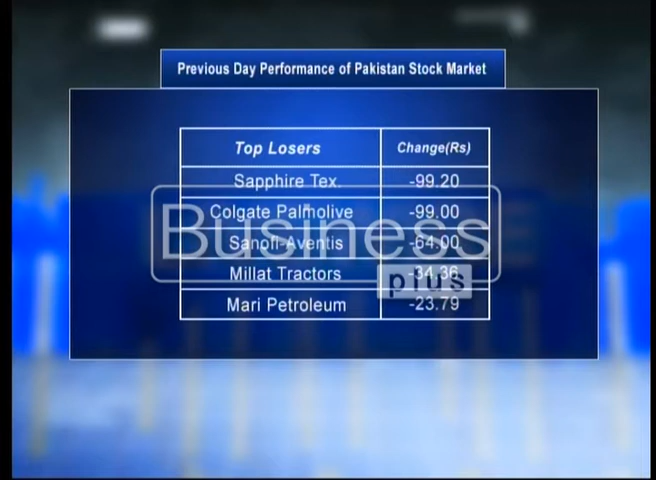 Previous Day Performance of Pakistan Stock Market
Top Losers Change(Rs)
Sapphire Tex. -99.20
Colgate Palmolive -99.00
Sanofi-Aventis -64.00
Millat Tractors -34.36
Mari Petroleum -23.79
Business
plus